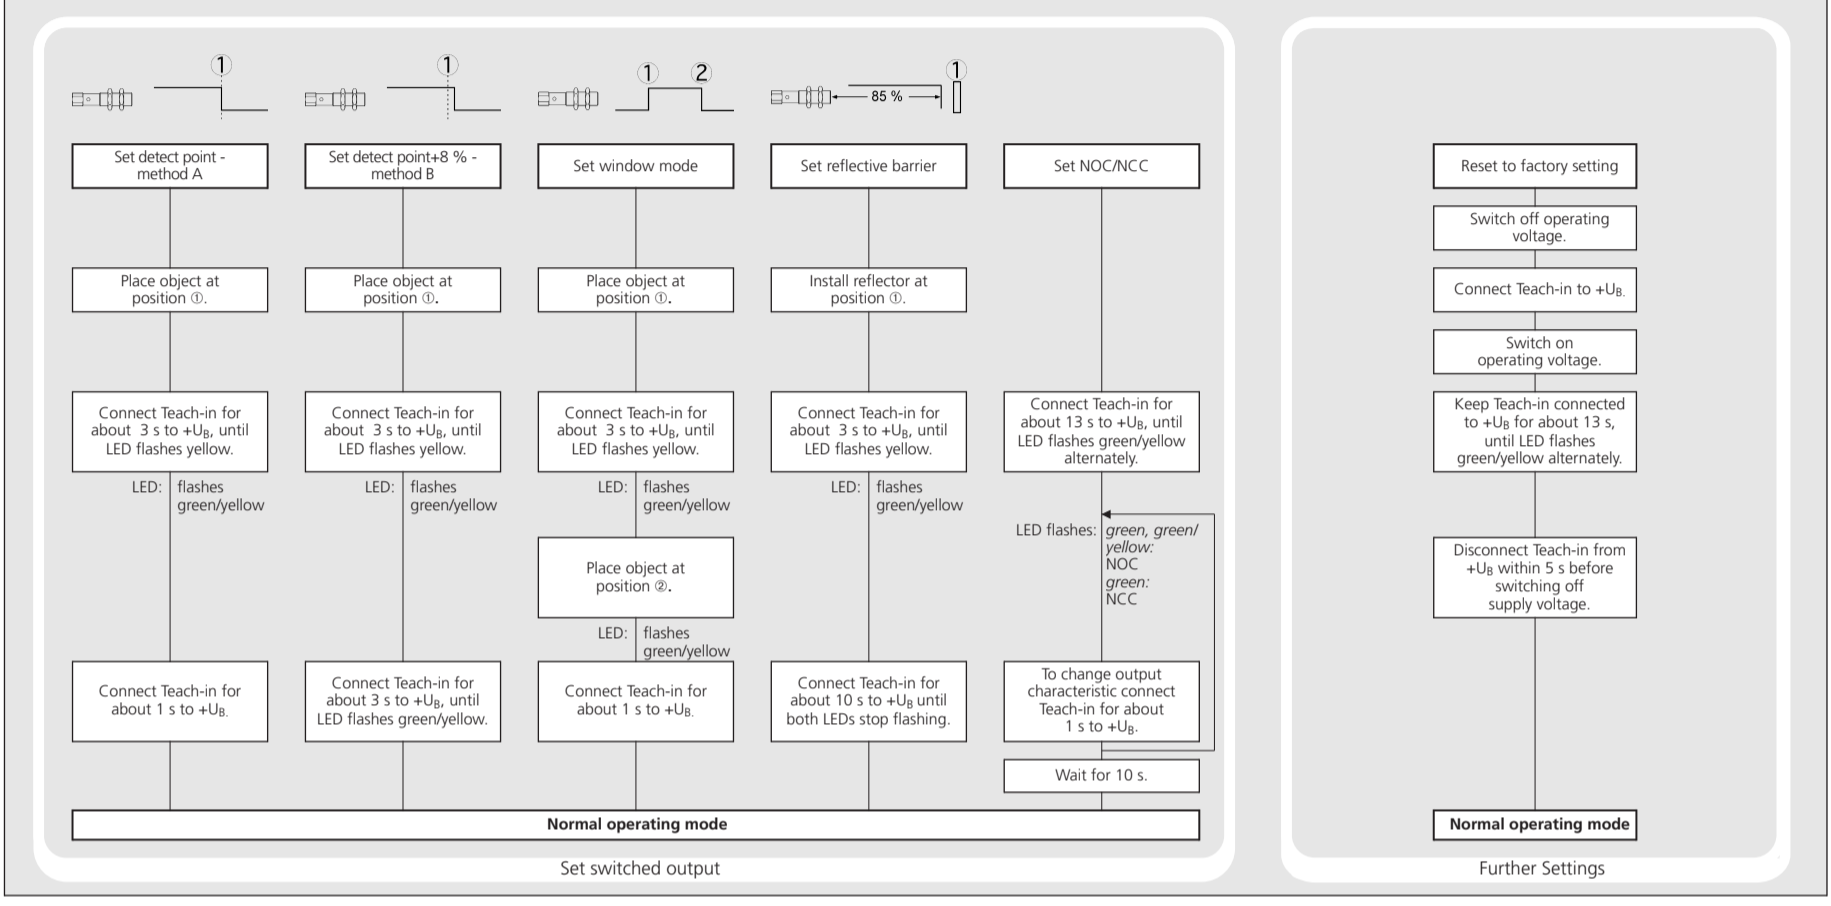 ①
①
①
②
85 %
①
Set detect point -
method A
Place object at
position ①.
Connect Teach-in for
about 3 s to +UB, until
LED flashes yellow.
LED: flashes
green/yellow
Connect Teach-in for
about 1 s to +UB.
Set detect point+8 % -
method B
Place object at
position ①.
Connect Teach-in for
about 3 s to +UB, until
LED flashes yellow.
LED: flashes
green/yellow
Connect Teach-in for
about 3 s to +UB, until
LED flashes green/yellow.
Set window mode
Place object at
position ①.
Connect Teach-in for
about 3 s to +UB, until
LED flashes yellow.
LED: flashes
green/yellow
Place object at
position ②.
LED: flashes
green/yellow
Connect Teach-in for
about 1 s to +UB.
Set reflective barrier
Install reflector at
position ①.
Connect Teach-in for
about 3 s to +UB, until
LED flashes yellow.
LED: flashes
green/yellow
Connect Teach-in for
about 10 s to +UB until
both LEDs stop flashing.
Set NOC/NCC
Connect Teach-in for
about 13 s to +UB, until
LED flashes green/yellow
alternately.
LED flashes: green, green/
yellow:
NOC
green:
NCC
To change output
characteristic connect
Teach-in for about
1 s to +UB.
Wait for 10 s.
Normal operating mode
Set switched output
Reset to factory setting
Switch off operating
voltage.
Connect Teach-in to +UB.
Switch on
operating voltage.
Keep Teach-in connected
to +UB for about 13 s,
until LED flashes
green/yellow alternately.
Disconnect Teach-in from
+UB within 5 s before
switching off
supply voltage.
Normal operating mode
Further Settings